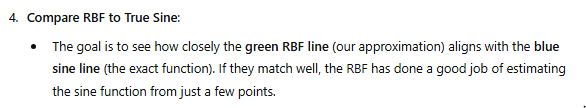 4. Compare RBF to True Sine:
• The goal is to see how closely the green RBF line (our approximation) aligns with the blue
sine line (the exact function). If they match well, the RBF has done a good job of estimating
the sine function from just a few points.